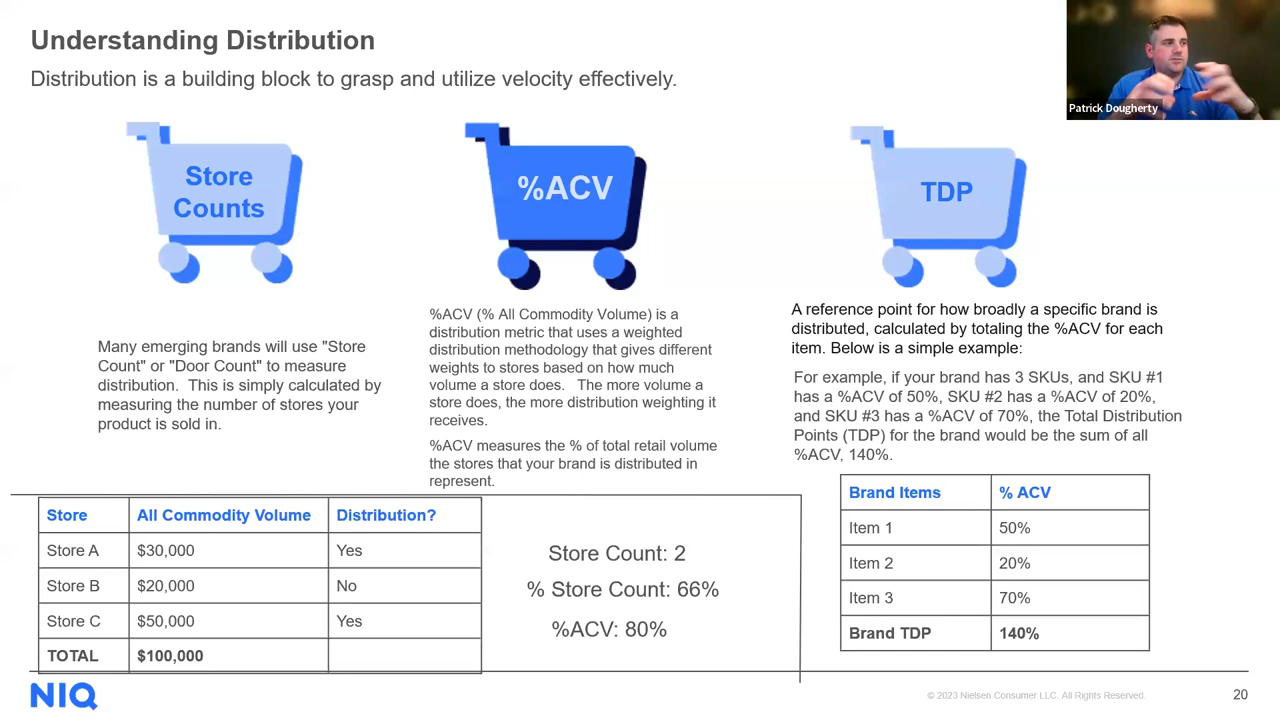 Understanding Distribution
Distribution is a building block to grasp and utilize velocity effectively.
Patrick Dougherty
Store
Counts
%ACV
TDP
Many emerging brands will use "Store
Count" or "Door Count" to measure
distribution. This is simply calculated by
measuring the number of stores your
product is sold in.
%ACV (% All Commodity Volume) is a
distribution metric that uses a weighted
distribution methodology that gives different
weights to stores based on how much
volume a store does. The more volume a
store does, the more distribution weighting it
receives.
%ACV measures the % of total retail volume
the stores that your brand is distributed in
represent.
A reference point for how broadly a specific brand is
distributed, calculated by totaling the %ACV for each
item. Below is a simple example:
For example, if your brand has 3 SKUs, and SKU #1
has a %ACV of 50%, SKU #2 has a %ACV of 20%,
and SKU #3 has a %ACV of 70%, the Total Distribution
Points (TDP) for the brand would be the sum of all
%ACV, 140%.
Store All Commodity Volume Distribution?
Store A $30,000 Yes
Store B $20,000 No
Store C $50,000 Yes
TOTAL $100,000
Store Count: 2
% Store Count: 66%
%ACV: 80%
Brand Items % ACV
Item 1 50%
Item 2 20%
Item 3 70%
Brand TDP 140%
NIQ
© 2023 Nielsen Consumer LLC. All Rights Reserved.
20